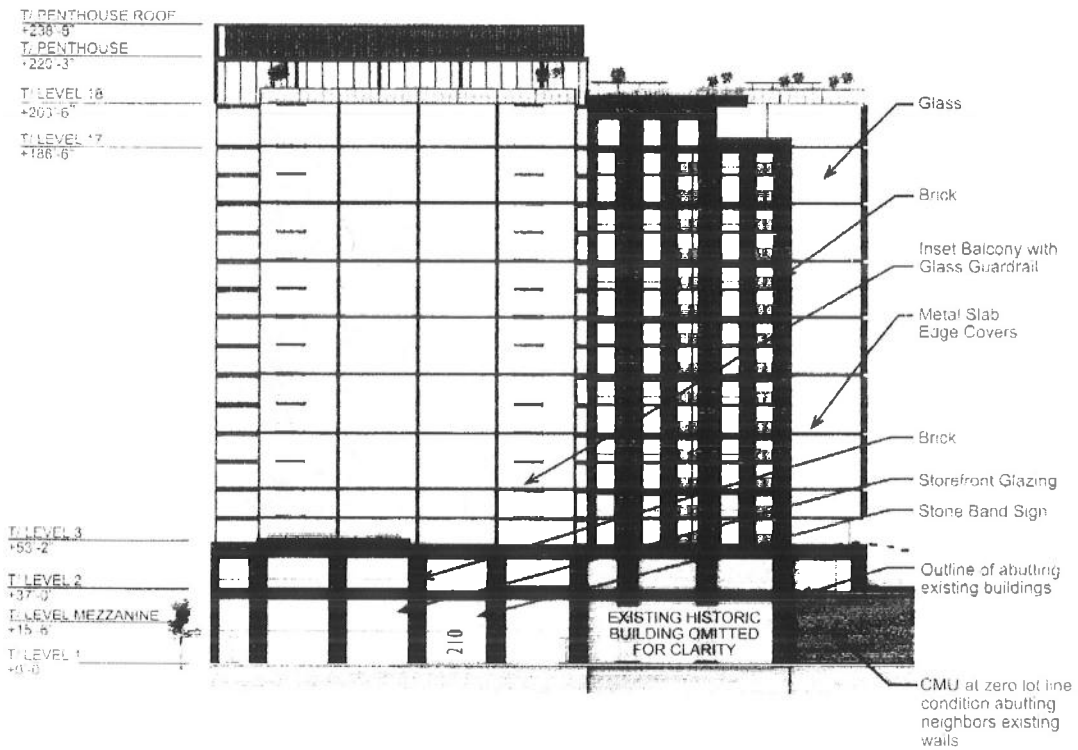 T/ PENTHOUSE ROOF
+238'-8"
T/ PENTHOUSE
+220'-3"
T/ LEVEL 18
+203'-6"
T/ LEVEL 17
+186'-6"
T/ LEVEL 3
+53'-2"
T/ LEVEL 2
+37'-0"
T/ LEVEL MEZZANINE
+15'-6"
T/ LEVEL 1
+0'-0"
Glass
Brick
Inset Balcony with
Glass Guardrail
Metal Slab
Edge Covers
Brick
Storefront Glazing
Stone Band Sign
Outline of abutting
existing buildings
CMU at zero lot line
condition abutting
neighbors existing
walls
210
EXISTING HISTORIC
BUILDING OMITTED
FOR CLARITY